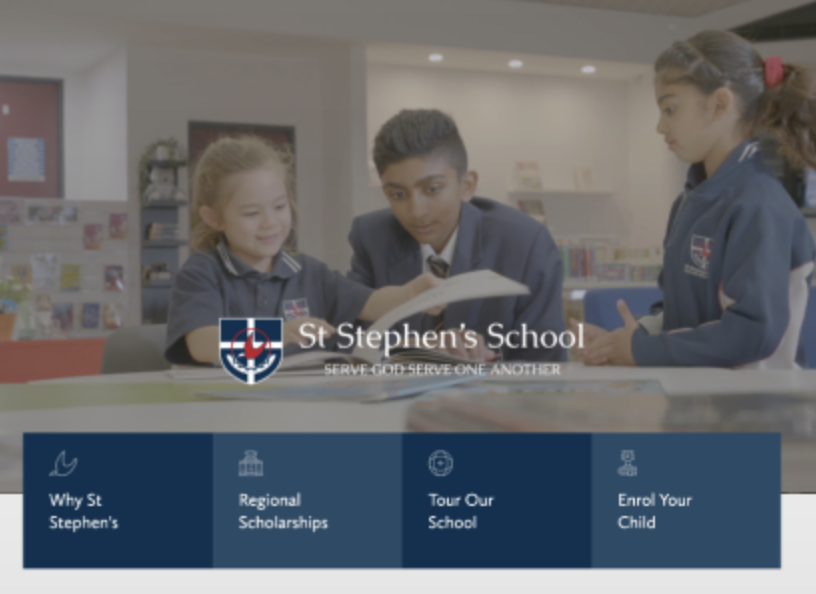 St Stephen's School
SERVE GOD SERVE ONE ANOTHER
Why St
Stephen's
Regional
Scholarships
Tour Our
School
Enrol Your
Child